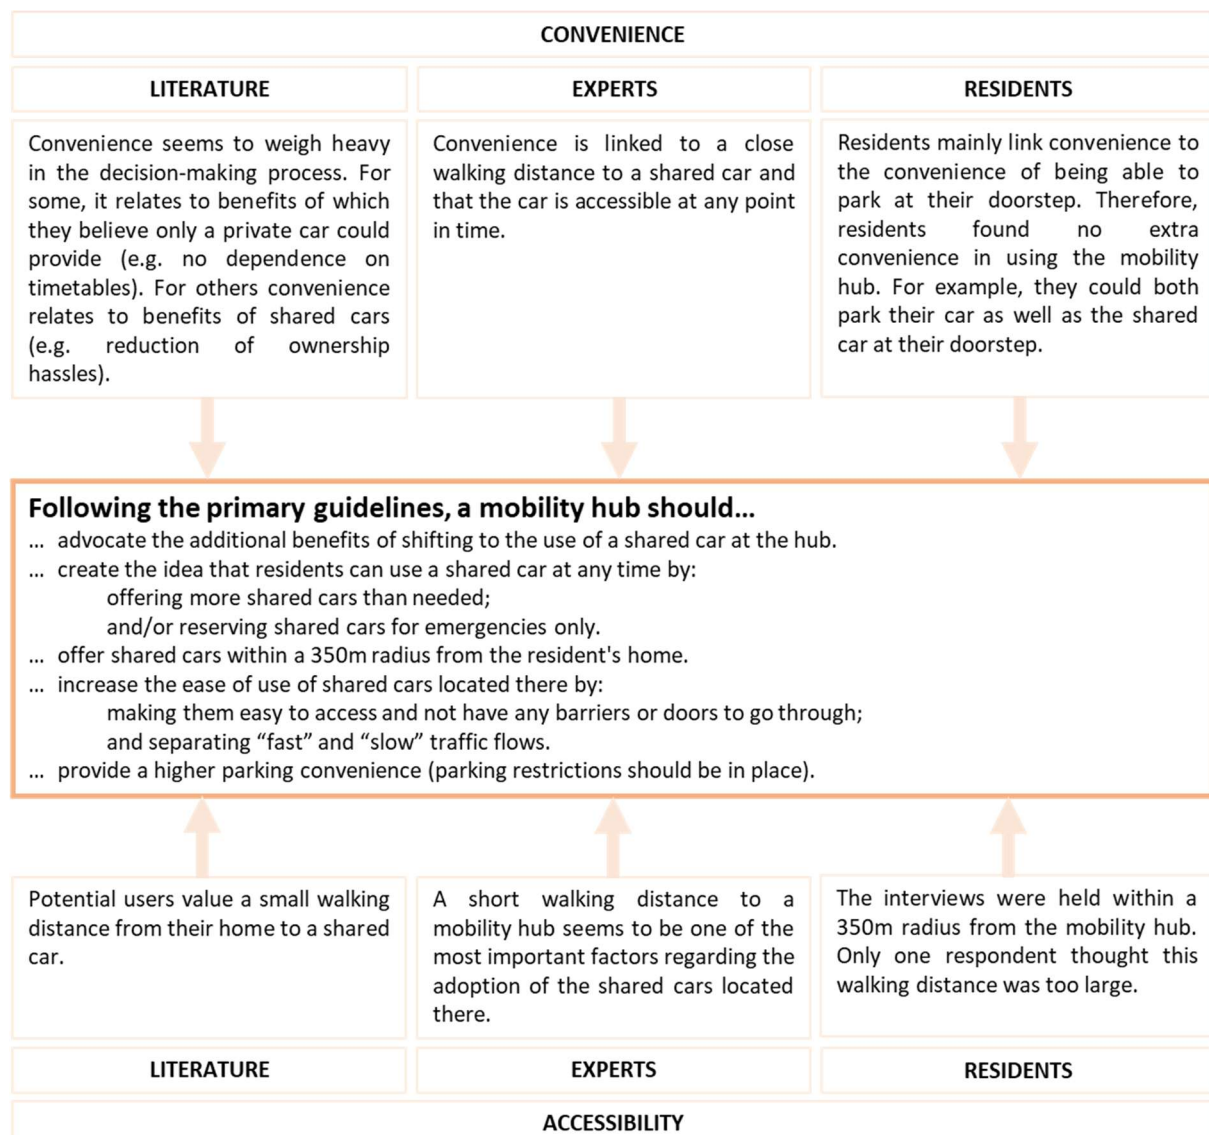 CONVENIENCE
LITERATURE
EXPERTS
RESIDENTS
Convenience seems to weigh heavy
in the decision-making process. For
some, it relates to benefits of which
they believe only a private car could
provide (e.g. no dependence on
timetables). For others convenience
relates to benefits of shared cars
(e.g. reduction of ownership
hassles).
Convenience is linked to a close
walking distance to a shared car and
that the car is accessible at any point
in time.
Residents mainly link convenience to
the convenience of being able to
park at their doorstep. Therefore,
residents found no extra
convenience in using the mobility
hub. For example, they could both
park their car as well as the shared
car at their doorstep.
Following the primary guidelines, a mobility hub should...
... advocate the additional benefits of shifting to the use of a shared car at the hub.
... create the idea that residents can use a shared car at any time by:
offering more shared cars than needed;
and/or reserving shared cars for emergencies only.
... offer shared cars within a 350m radius from the resident's home.
... increase the ease of use of shared cars located there by:
making them easy to access and not have any barriers or doors to go through;
and separating “fast” and “slow” traffic flows.
... provide a higher parking convenience (parking restrictions should be in place).
Potential users value a small walking
distance from their home to a shared
car.
A short walking distance to a
mobility hub seems to be one of the
most important factors regarding the
adoption of the shared cars located
there.
The interviews were held within a
350m radius from the mobility hub.
Only one respondent thought this
walking distance was too large.
LITERATURE
EXPERTS
RESIDENTS
ACCESSIBILITY